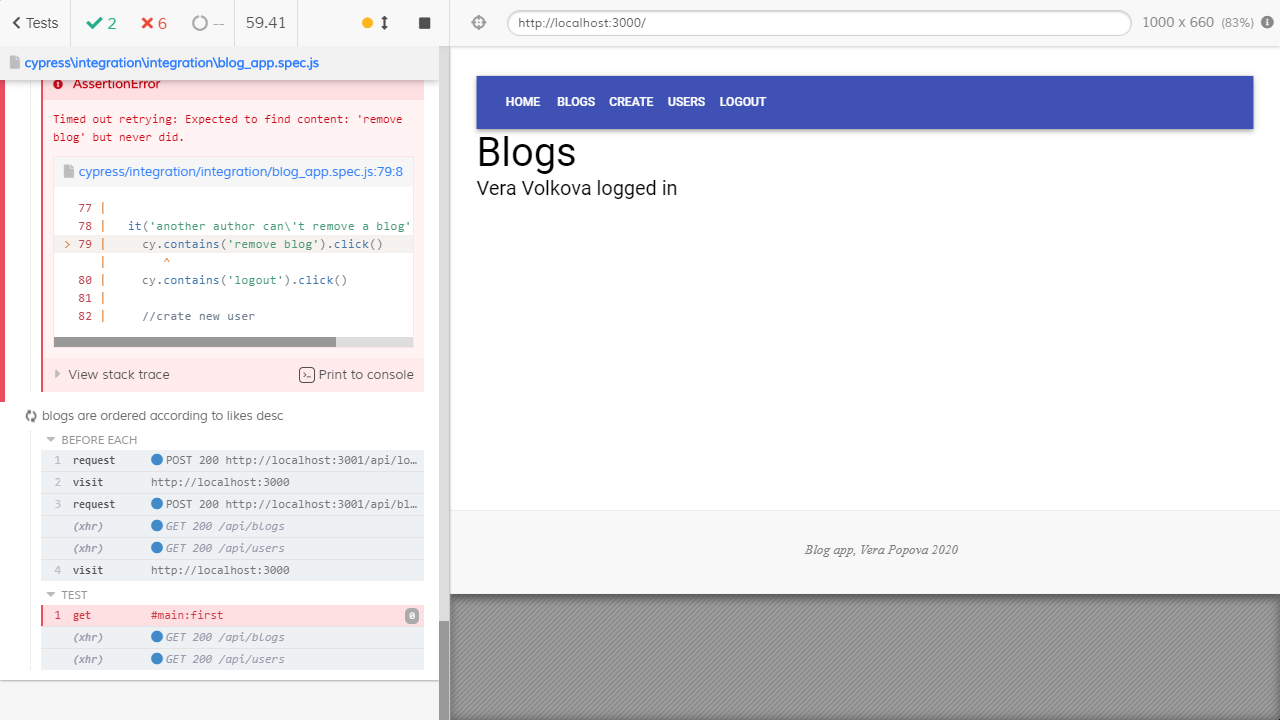 Tests
2
6
--
59.41
http://localhost:3000/
1000 x 660 (83%)
cypress\integration\integration\blog_app.spec.js
AssertionError
Timed out retrying: Expected to find content: 'remove
blog' but never did.
cypress/integration/integration/blog_app.spec.js:79:8
77 |
78 | it('another author can\'t remove a blog'
> 79 | cy.contains('remove blog').click()
| ^
80 | cy.contains('logout').click()
81 |
82 | //crate new user
View stack trace
Print to console
blogs are ordered according to likes desc
BEFORE EACH
1 request POST 200 http://localhost:3001/api/lo…
2 visit http://localhost:3000
3 request POST 200 http://localhost:3001/api/bl…
(xhr) GET 200 /api/blogs
(xhr) GET 200 /api/users
4 visit http://localhost:3000
TEST
1 get #main:first 0
(xhr) GET 200 /api/blogs
(xhr) GET 200 /api/users
HOME BLOGS CREATE USERS LOGOUT
Blogs
Vera Volkova logged in
Blog app, Vera Popova 2020